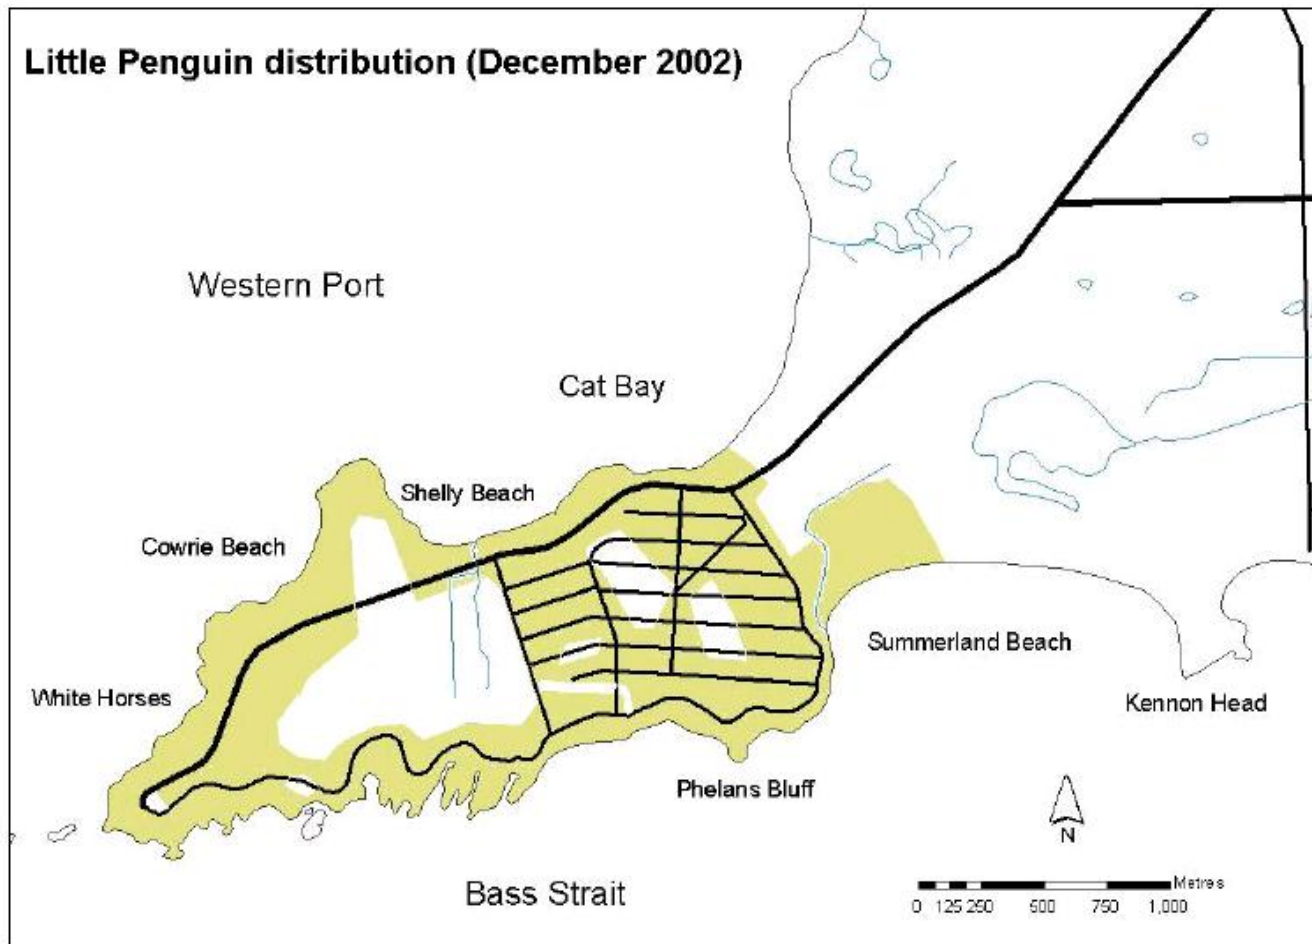 Little Penguin distribution (December 2002)
Western Port
Cat Bay
Shelly Beach
Cowrie Beach
Summerland Beach
White Horses
Kennon Head
Phelans Bluff
N
Bass Strait
Metres
0 125 250 500 750 1,000